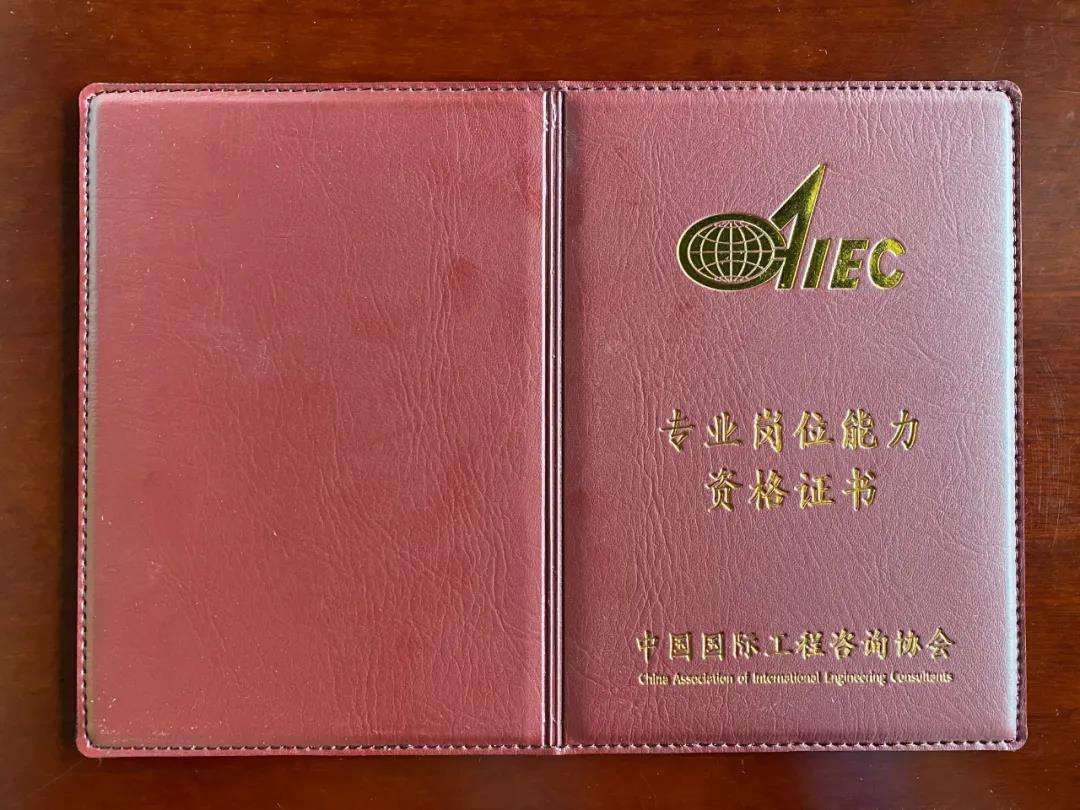 CAIEC
专业岗位能力
资格证书
中国国际工程咨询协会
China Association of International Engineering Consultants